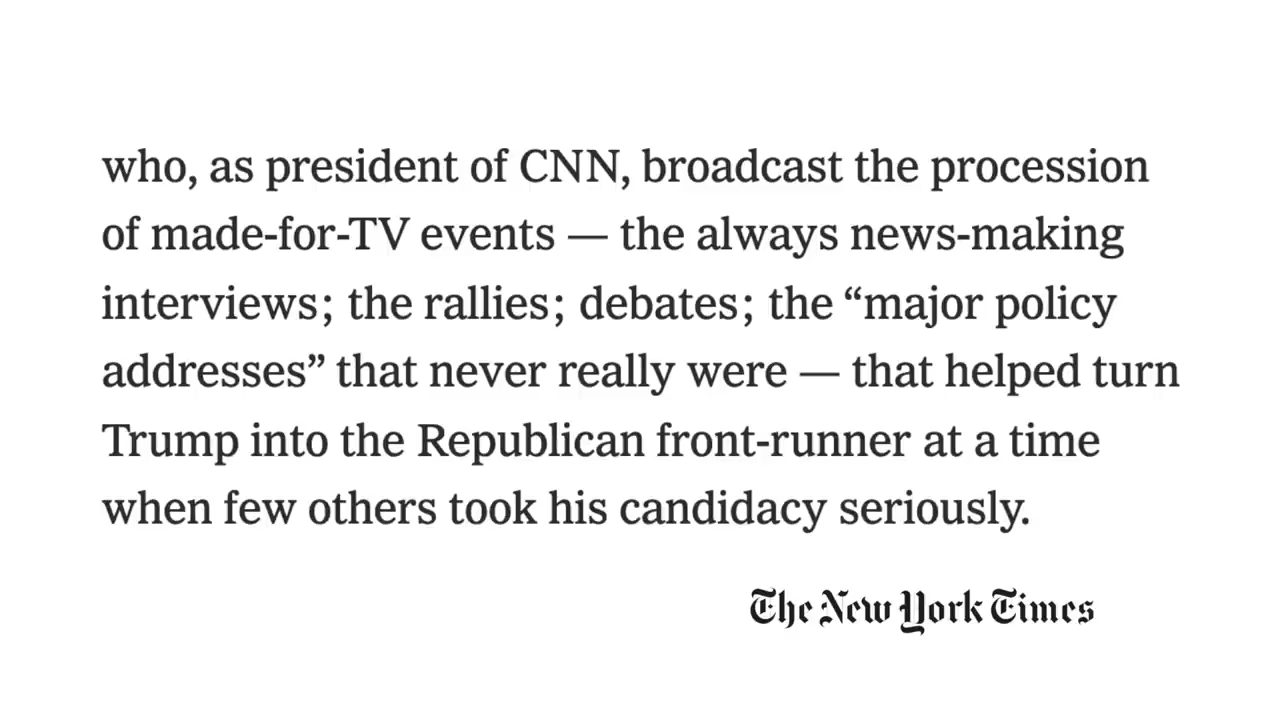 who, as president of CNN, broadcast the procession
of made-for-TV events — the always news-making
interviews; the rallies; debates; the “major policy
addresses” that never really were — that helped turn
Trump into the Republican front-runner at a time
when few others took his candidacy seriously.
The New York Times